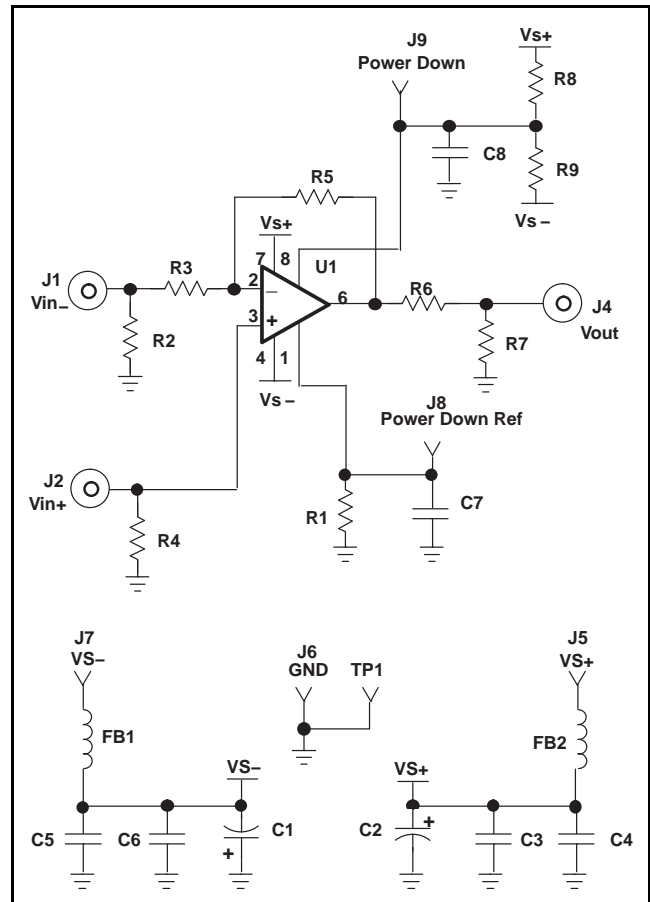 J9
Power Down
Vs+
R8
C8
R9
Vs –
R5
Vs+
7 8
U1
J1
Vin–
R3
2 –
6
R6
J4
Vout
R2
3 +
R7
4 1
Vs –
J8
Power Down Ref
J2
Vin+
R4
R1
C7
J7
VS–
J6
GND
TP1
J5
VS+
FB1
FB2
VS–
VS+
C5
C6
C1
+
C2
+
C3
C4